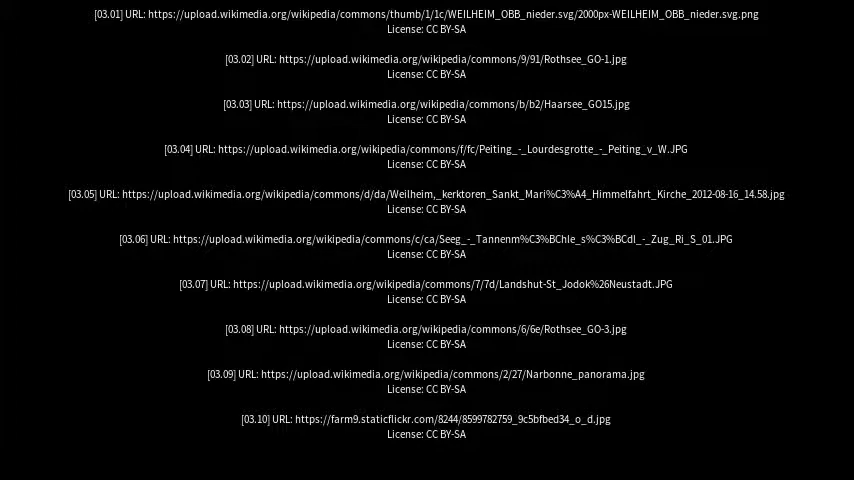 [03.01] URL: https://upload.wikimedia.org/wikipedia/commons/thumb/1/1c/WEILHEIM_OBB_nieder.svg/2000px-WEILHEIM_OBB_nieder.svg.png
License: CC BY-SA
[03.02] URL: https://upload.wikimedia.org/wikipedia/commons/9/91/Rothsee_GO-1.jpg
License: CC BY-SA
[03.03] URL: https://upload.wikimedia.org/wikipedia/commons/b/b2/Haarsee_GO15.jpg
License: CC BY-SA
[03.04] URL: https://upload.wikimedia.org/wikipedia/commons/f/fc/Peiting_-_Lourdesgrotte_-_Peiting_v_W.JPG
License: CC BY-SA
[03.05] URL: https://upload.wikimedia.org/wikipedia/commons/d/da/Weilheim,_kerktoren_Sankt_Mari%C3%A4_Himmelfahrt_Kirche_2012-08-16_14.58.jpg
License: CC BY-SA
[03.06] URL: https://upload.wikimedia.org/wikipedia/commons/c/ca/Seeg_-_Tannenm%C3%BChle_s%C3%BCdl_-_Zug_Ri_S_01.JPG
License: CC BY-SA
[03.07] URL: https://upload.wikimedia.org/wikipedia/commons/7/7d/Landshut-St_Jodok%26Neustadt.JPG
License: CC BY-SA
[03.08] URL: https://upload.wikimedia.org/wikipedia/commons/6/6e/Rothsee_GO-3.jpg
License: CC BY-SA
[03.09] URL: https://upload.wikimedia.org/wikipedia/commons/2/27/Narbonne_panorama.jpg
License: CC BY-SA
[03.10] URL: https://farm9.staticflickr.com/8244/8599782759_9c5bfbed34_o_d.jpg
License: CC BY-SA